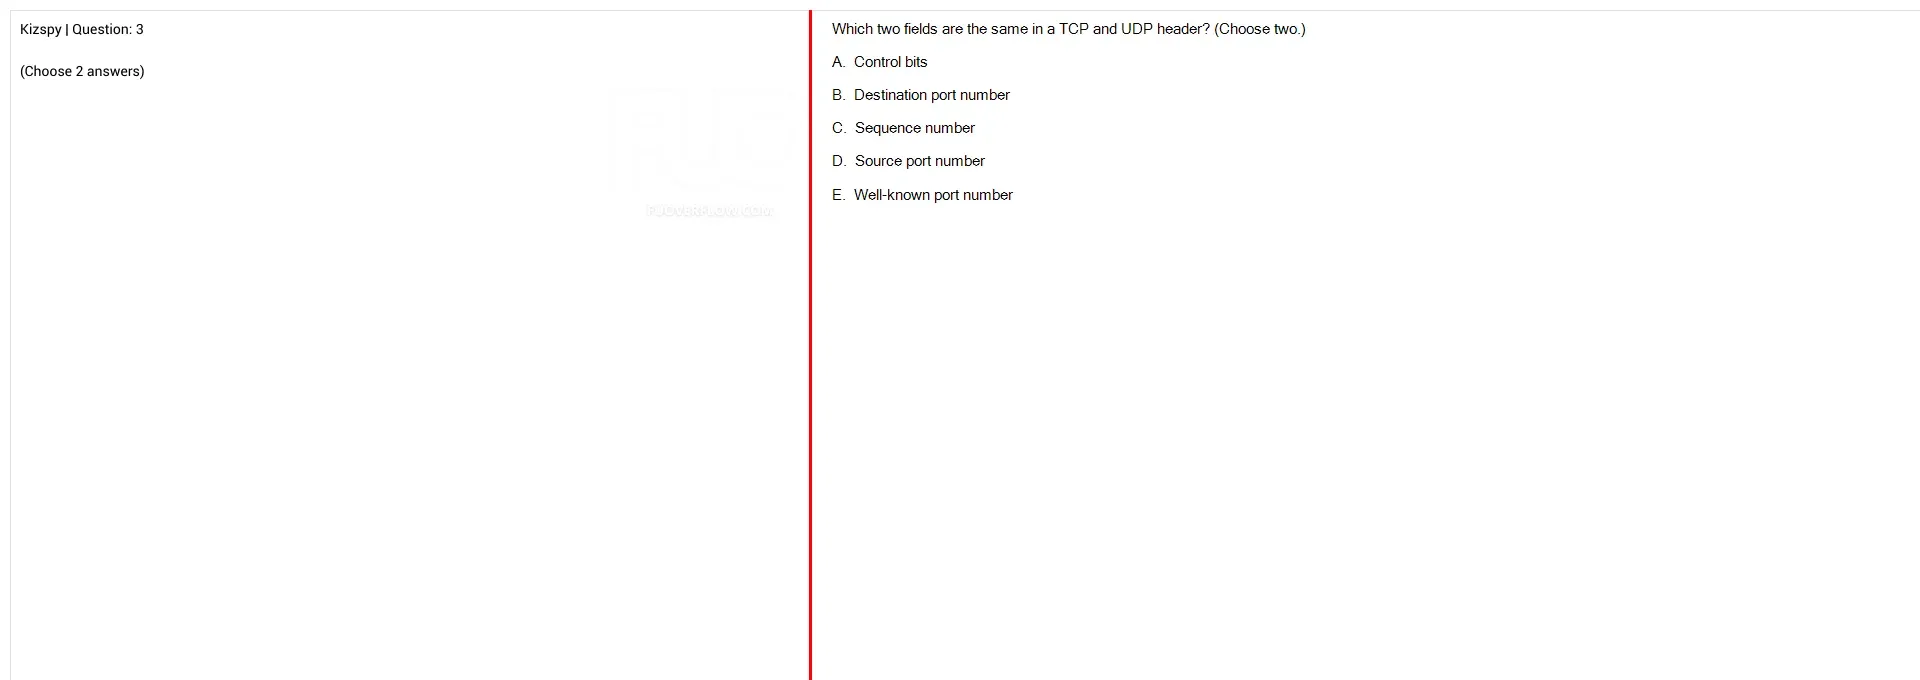 Kizspy | Question: 3
(Choose 2 answers)
Which two fields are the same in a TCP and UDP header? (Choose two.)
A. Control bits
B. Destination port number
C. Sequence number
D. Source port number
E. Well-known port number